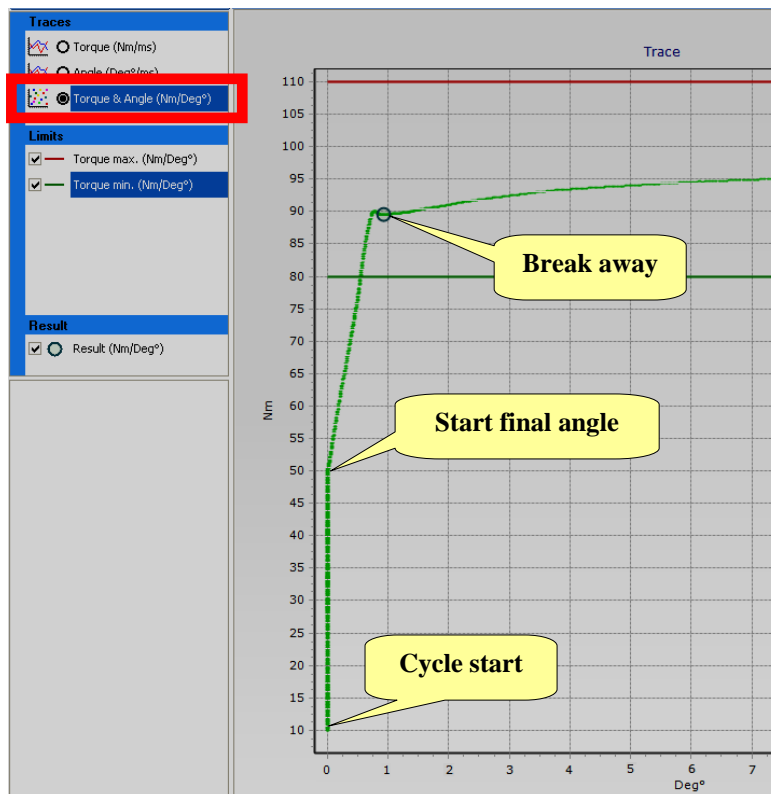 Traces
Torque (Nm/ms)
Angle (Deg°/ms)
Torque & Angle (Nm/Deg°)
Limits
Torque max. (Nm/Deg°)
Torque min. (Nm/Deg°)
Result
Result (Nm/Deg°)
Trace
110
105
100
95
90
85
80
75
70
65
60
55
50
45
40
35
30
25
20
15
10
Nm
Break away
Start final angle
Cycle start
0 1 2 3 4 5 6 7
Deg°